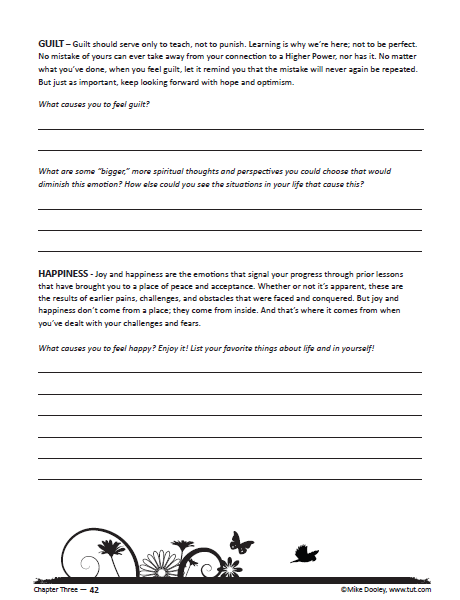 GUILT – Guilt should serve only to teach, not to punish. Learning is why we're here; not to be perfect.
No mistake of yours can ever take away from your connection to a Higher Power, nor has it. No matter
what you've done, when you feel guilt, let it remind you that the mistake will never again be repeated.
But just as important, keep looking forward with hope and optimism.
What causes you to feel guilt?
What are some "bigger," more spiritual thoughts and perspectives you could choose that would
diminish this emotion? How else could you see the situations in your life that cause this?
HAPPINESS - Joy and happiness are the emotions that signal your progress through prior lessons
that have brought you to a place of peace and acceptance. Whether or not it's apparent, these are
the results of earlier pains, challenges, and obstacles that were faced and conquered. But joy and
happiness don't come from a place; they come from inside. And that's where it comes from when
you've dealt with your challenges and fears.
What causes you to feel happy? Enjoy it! List your favorite things about life and in yourself!
Chapter Three — 42
©Mike Dooley, www.tut.com